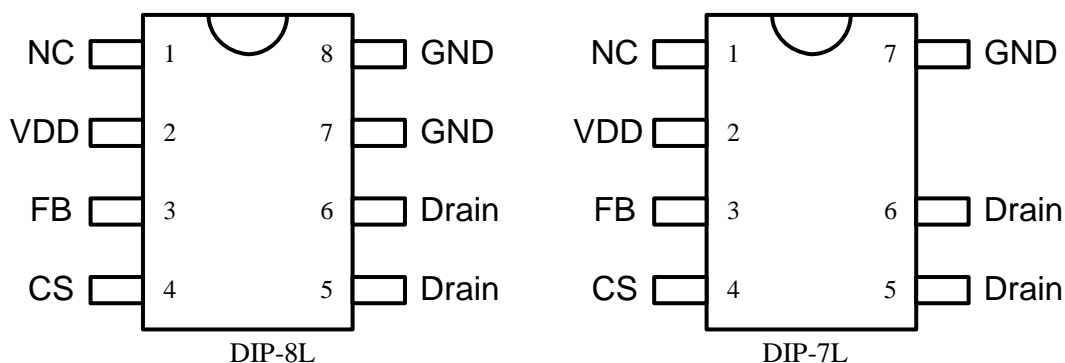 NC 1 8 GND
VDD 2 7 GND
FB 3 6 Drain
CS 4 5 Drain
DIP-8L
NC 1 7 GND
VDD 2
FB 3 6 Drain
CS 4 5 Drain
DIP-7L